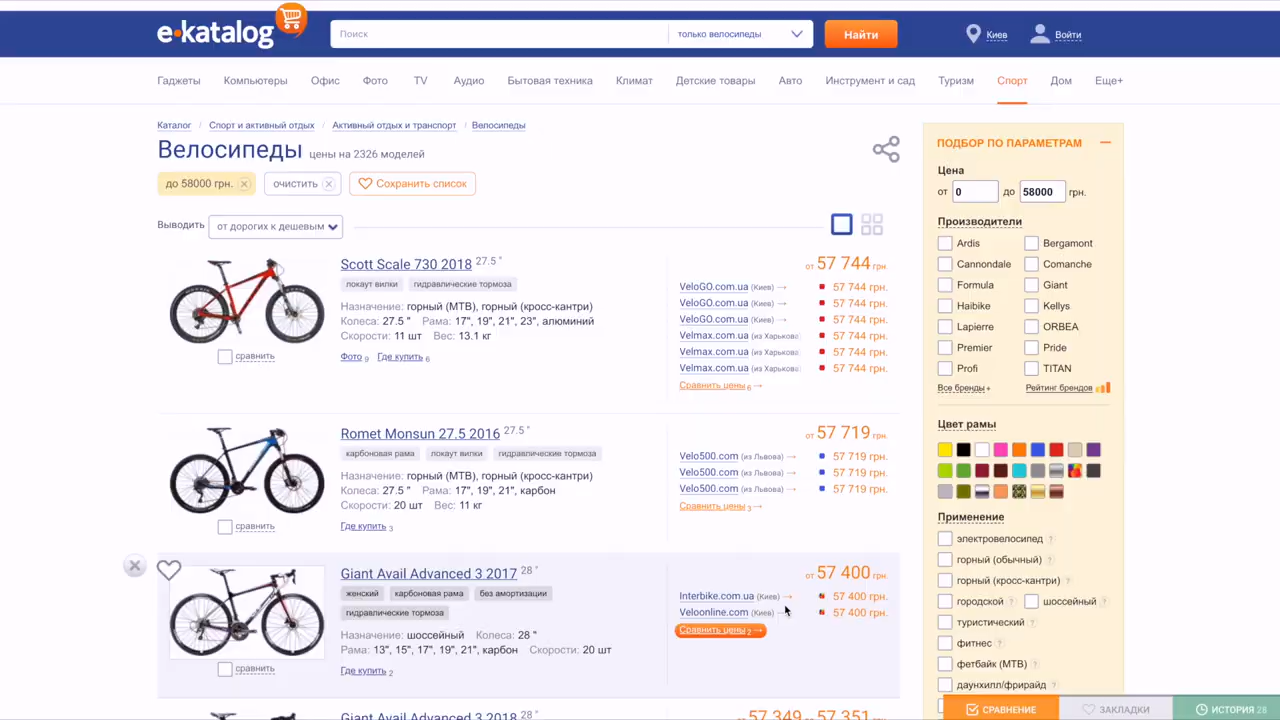 e·katalog
Поиск
только велосипеды
Найти
Киев
Войти
Гаджеты Компьютеры Офис Фото TV Аудио Бытовая техника Климат Детские товары Авто Инструмент и сад Туризм Спорт Дом Еще+
Каталог / Спорт и активный отдых / Активный отдых и транспорт / Велосипеды
Велосипеды цены на 2326 моделей
до 58000 грн. очистить Сохранить список
Выводить от дорогих к дешевым
Scott Scale 730 2018 27.5 "
локаут вилки гидравлические тормоза
Назначение: горный (MTB), горный (кросс-кантри)
Колеса: 27.5 " Рама: 17", 19", 21", 23", алюминий
Скорости: 11 шт Вес: 13.1 кг
Фото 9 Где купить 6
сравнить
от 57 744 грн.
VeloGO.com.ua (Киев) → 57 744 грн.
VeloGO.com.ua (Киев) → 57 744 грн.
VeloGO.com.ua (Киев) → 57 744 грн.
Velmax.com.ua (из Харькова 57 744 грн.
Velmax.com.ua (из Харькова 57 744 грн.
Velmax.com.ua (из Харькова 57 744 грн.
Сравнить цены 6 →
Romet Monsun 27.5 2016 27.5 "
карбоновая рама локаут вилки гидравлические тормоза
Назначение: горный (MTB), горный (кросс-кантри)
Колеса: 27.5 " Рама: 17", 19", 21", карбон
Скорости: 20 шт Вес: 11 кг
Где купить 3
сравнить
от 57 719 грн.
Velo500.com (из Львова) → 57 719 грн.
Velo500.com (из Львова) → 57 719 грн.
Velo500.com (из Львова) → 57 719 грн.
Сравнить цены 3 →
Giant Avail Advanced 3 2017 28 "
женский карбоновая рама без амортизации
гидравлические тормоза
Назначение: шоссейный Колеса: 28 "
Рама: 13", 15", 17", 19", 21", карбон Скорости: 20 шт
Где купить 2
сравнить
от 57 400 грн.
Interbike.com.ua (Киев) → 57 400 грн.
Veloonline.com (Киев) → 57 400 грн.
Сравнить цены 2 →
Giant Avail Advanced 3 2018 28 "
57 349 57 351 грн.
ПОДБОР ПО ПАРАМЕТРАМ
Цена
от 0 до 58000 грн.
Производители
Ardis Bergamont
Cannondale Comanche
Formula Giant
Haibike Kellys
Lapierre ORBEA
Premier Pride
Profi TITAN
Все бренды + Рейтинг брендов
Цвет рамы
Применение
электровелосипед ?
горный (обычный) ?
горный (кросс-кантри) ?
городской ? шоссейный ?
туристический ?
фитнес ?
фетбайк (MTB) ?
даунхилл/фрирайд ?
СРАВНЕНИЕ ЗАКЛАДКИ ИСТОРИЯ 28